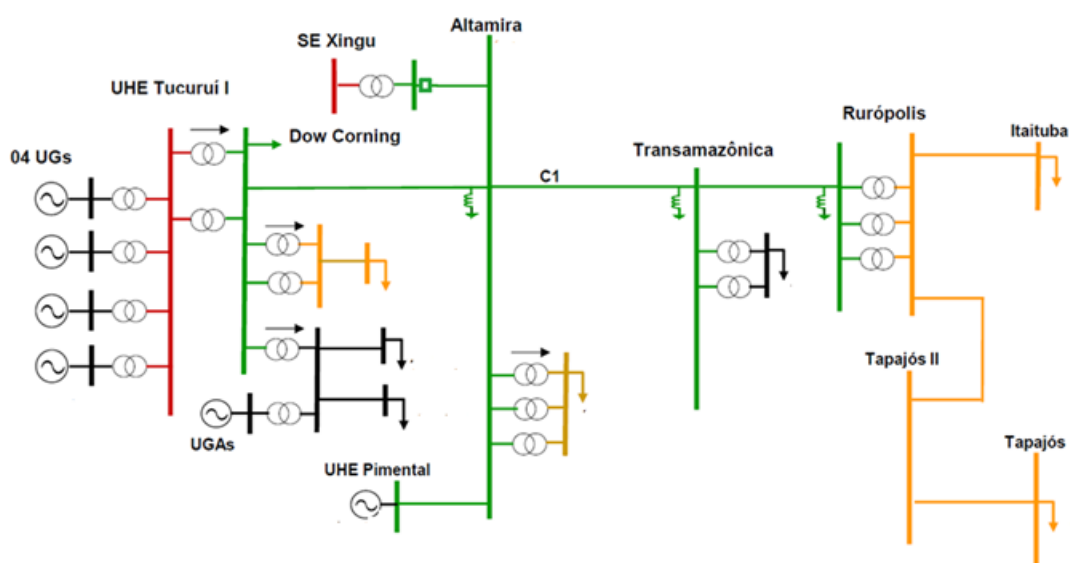 Altamira
SE Xingu
UHE Tucuruí I
Dow Corning
Rurópolis
Itaituba
04 UGs
Transamazônica
C1
Tapajós II
UGAs
Tapajós
UHE Pimental